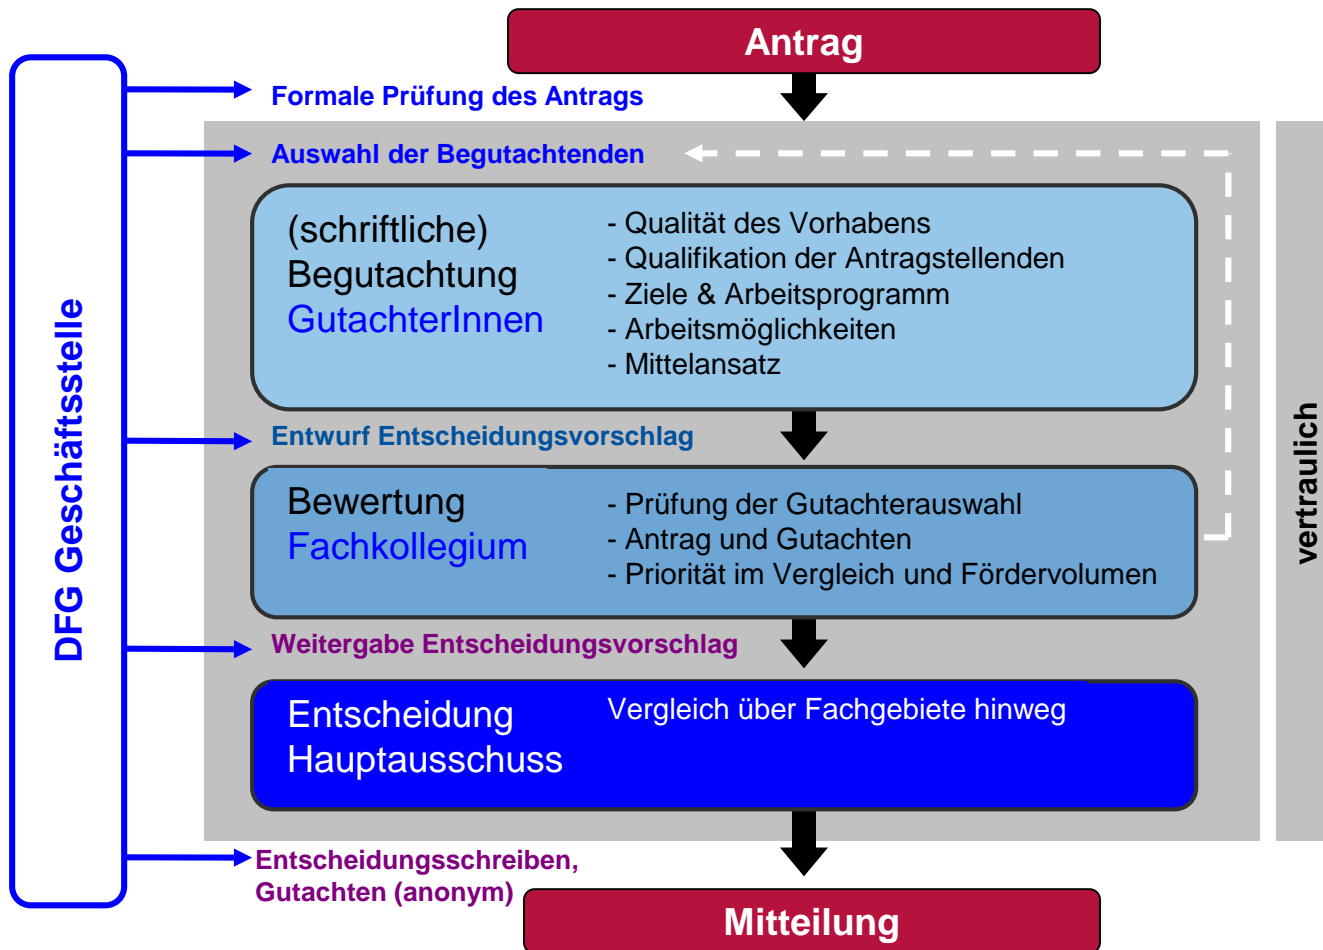 Antrag
DFG Geschäftsstelle
Formale Prüfung des Antrags
Auswahl der Begutachtenden
(schriftliche)
Begutachtung
GutachterInnen
- Qualität des Vorhabens
- Qualifikation der Antragstellenden
- Ziele & Arbeitsprogramm
- Arbeitsmöglichkeiten
- Mittelansatz
Entwurf Entscheidungsvorschlag
Bewertung
Fachkollegium
- Prüfung der Gutachterauswahl
- Antrag und Gutachten
- Priorität im Vergleich und Fördervolumen
Weitergabe Entscheidungsvorschlag
Entscheidung
Hauptausschuss
Vergleich über Fachgebiete hinweg
vertraulich
Entscheidungsschreiben,
Gutachten (anonym)
Mitteilung